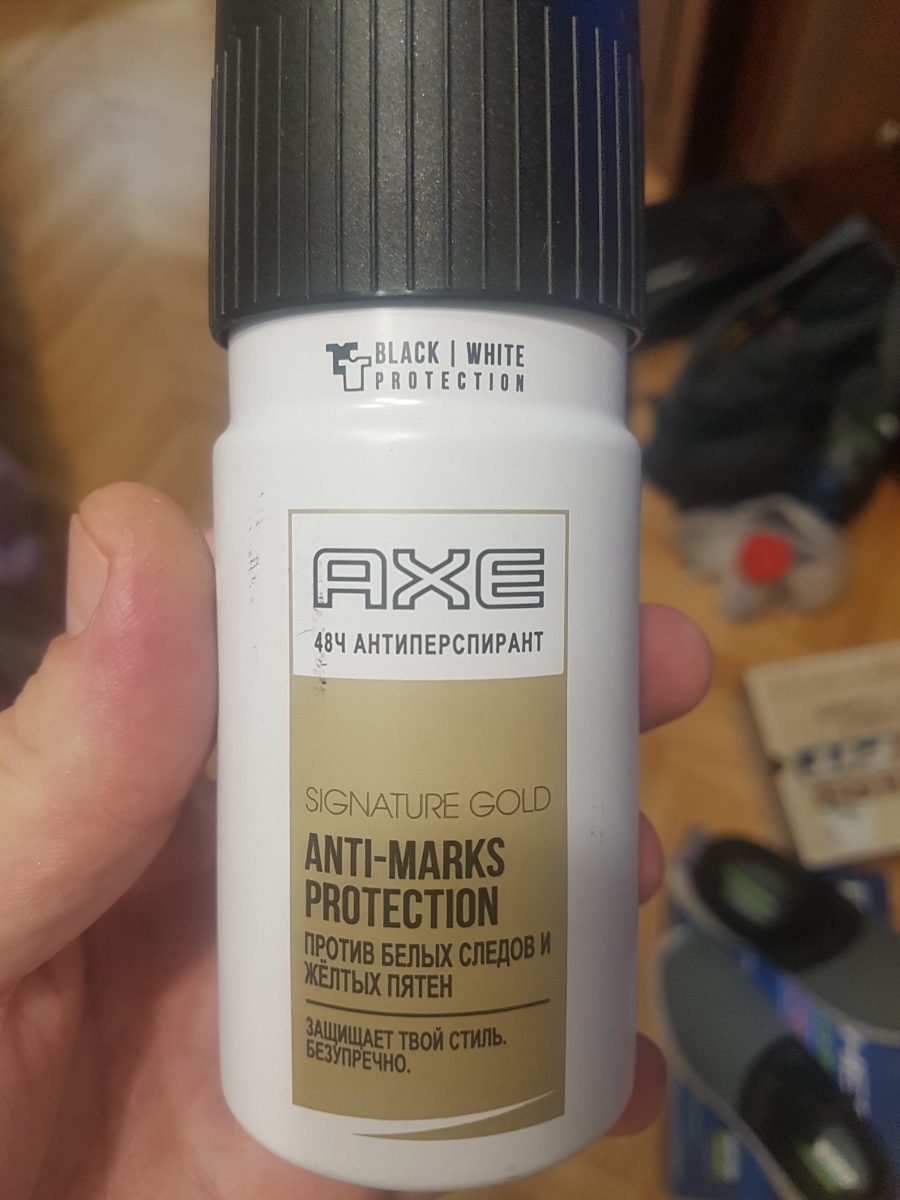 BLACK | WHITE
PROTECTION
AXE
48Ч АНТИПЕРСПИРАНТ
SIGNATURE GOLD
ANTI-MARKS
PROTECTION
ПРОТИВ БЕЛЫХ СЛЕДОВ И
ЖЁЛТЫХ ПЯТЕН
ЗАЩИЩАЕТ ТВОЙ СТИЛЬ.
БЕЗУПРЕЧНО.